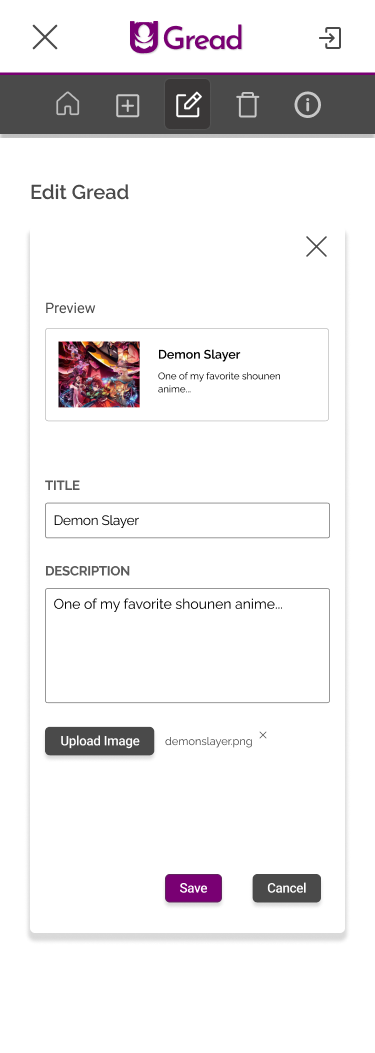 Gread
Edit Gread
Preview
Demon Slayer
One of my favorite shounen
anime...
TITLE
Demon Slayer
DESCRIPTION
One of my favorite shounen anime...
Upload Image
demonslayer.png
Save
Cancel